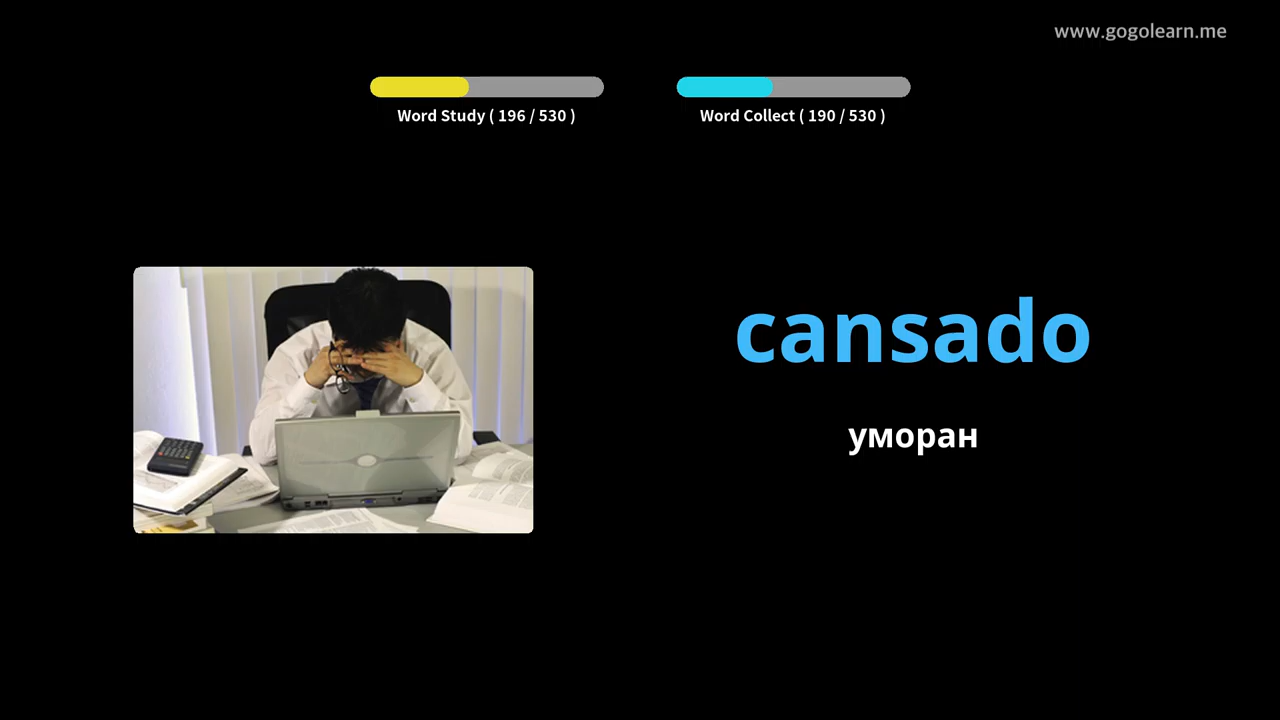 www.gogolearn.me
Word Study ( 196 / 530 )
Word Collect ( 190 / 530 )
cansado
уморан